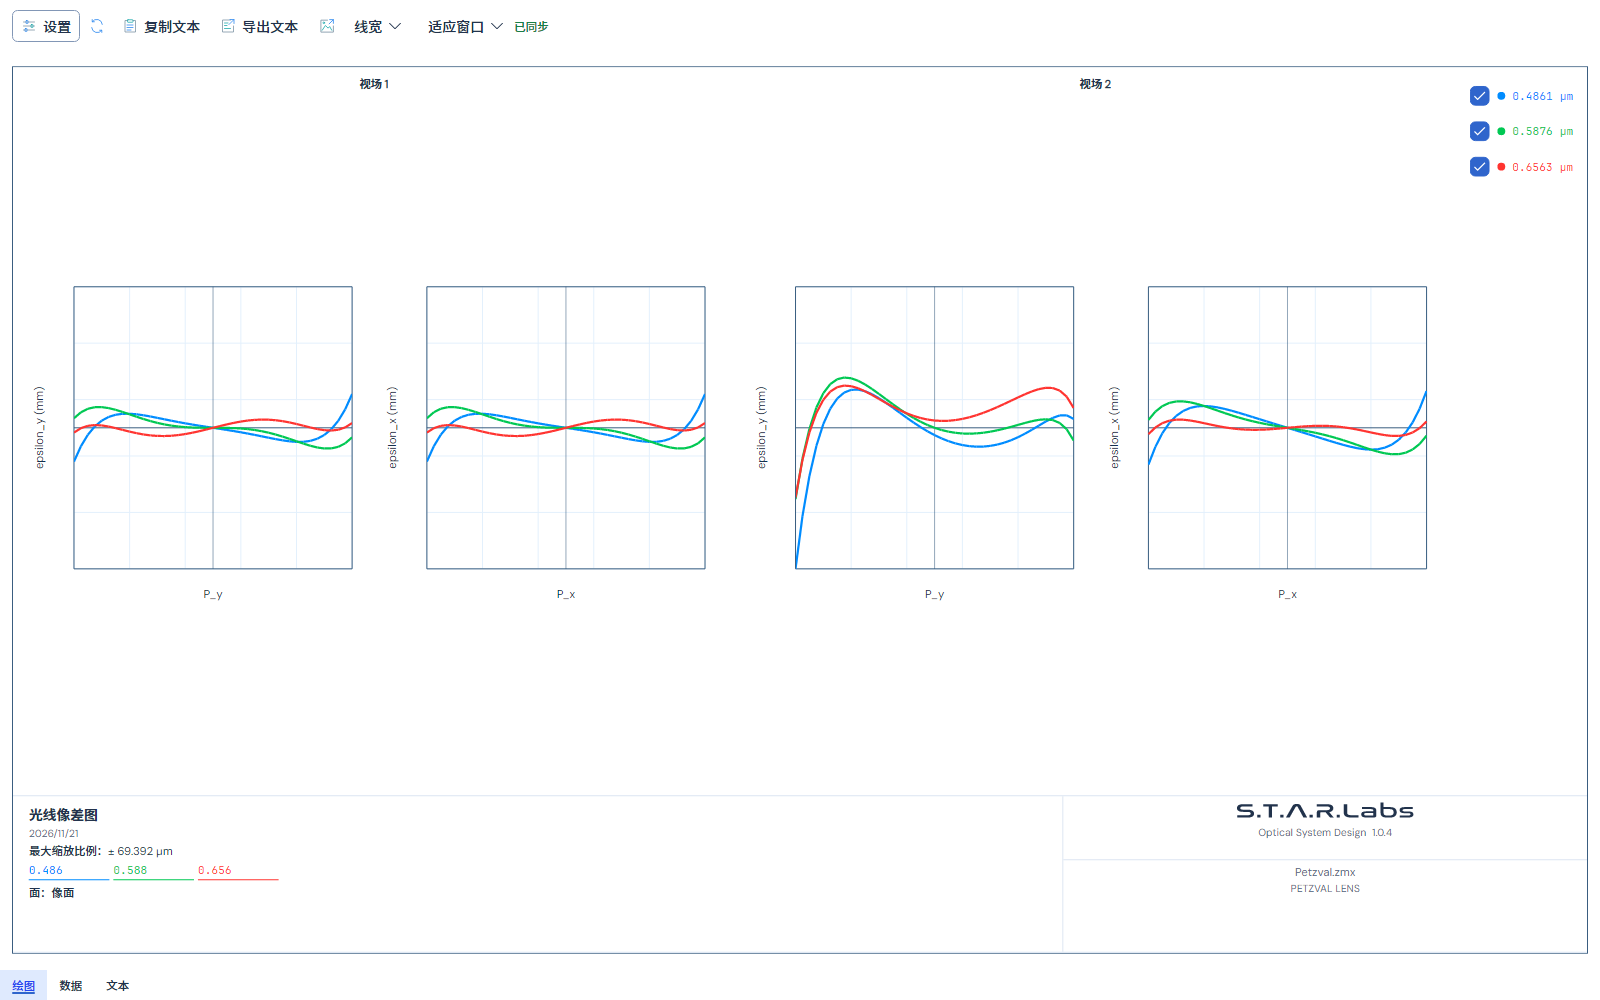 设置
复制文本
导出文本
线宽
适应窗口
已同步
视场 1
视场 2
0.4861 µm
0.5876 µm
0.6563 µm
epsilon_y (mm)
P_y
epsilon_x (mm)
P_x
epsilon_y (mm)
P_y
epsilon_x (mm)
P_x
光线像差图
2026/11/21
最大缩放比例: ± 69.392 µm
0.486 0.588 0.656
面: 像面
S.T.A.R.Labs
Optical System Design 1.0.4
Petzval.zmx
PETZVAL LENS
绘图
数据
文本